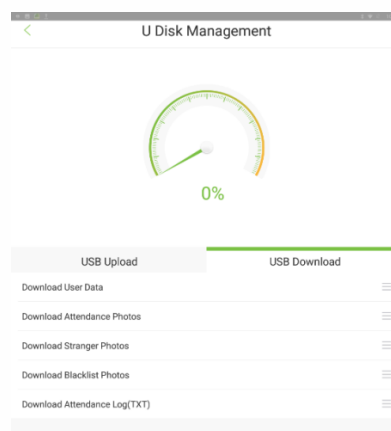 U Disk Management
0%
USB Upload
USB Download
Download User Data
Download Attendance Photos
Download Stranger Photos
Download Blacklist Photos
Download Attendance Log(TXT)